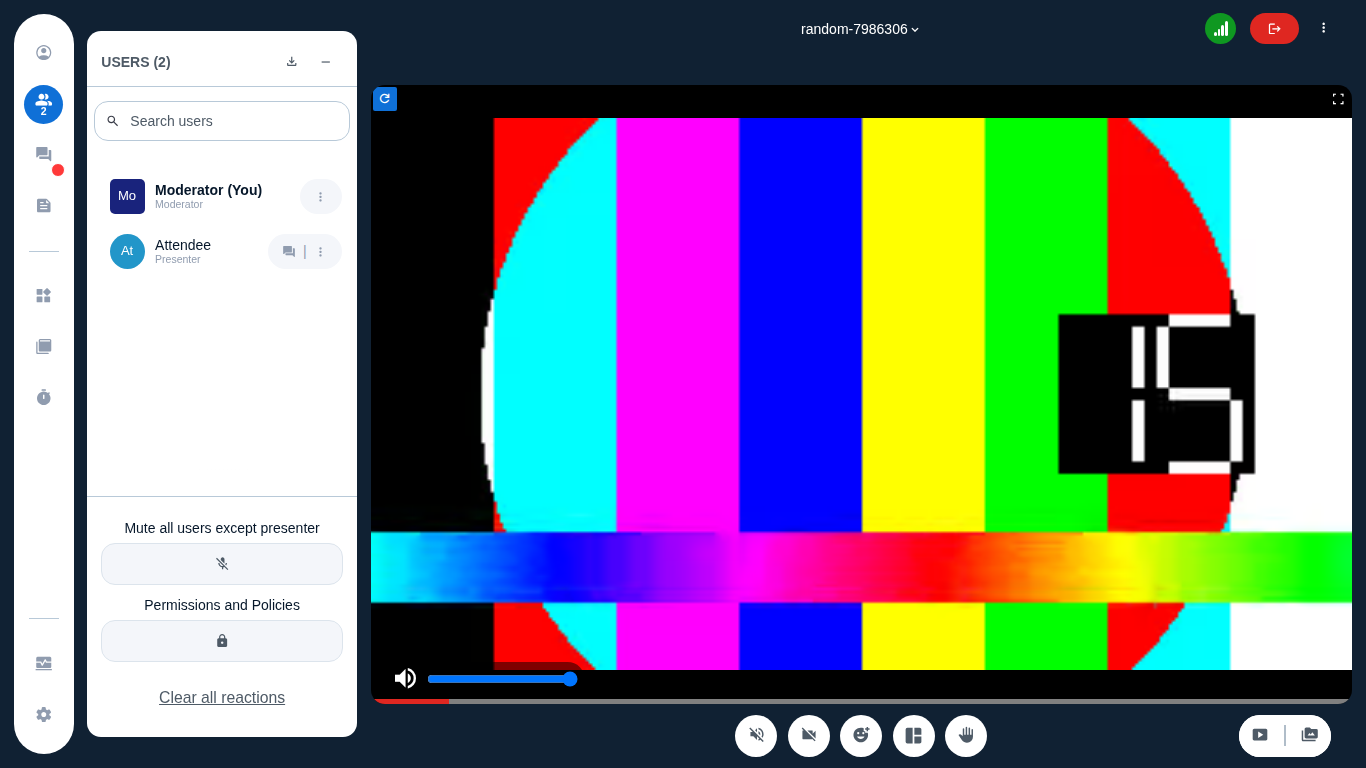 random-7986306
2
USERS (2)
Search users
Mo
Moderator (You)
Moderator
At
Attendee
Presenter
Mute all users except presenter
Permissions and Policies
Clear all reactions
15